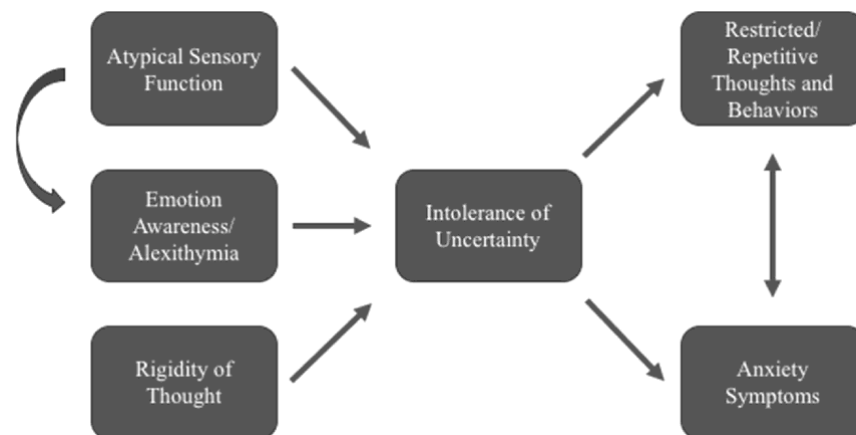 Atypical Sensory
Function
Emotion
Awareness/
Alexithymia
Rigidity of
Thought
Intolerance of
Uncertainty
Restricted/
Repetitive
Thoughts and
Behaviors
Anxiety
Symptoms